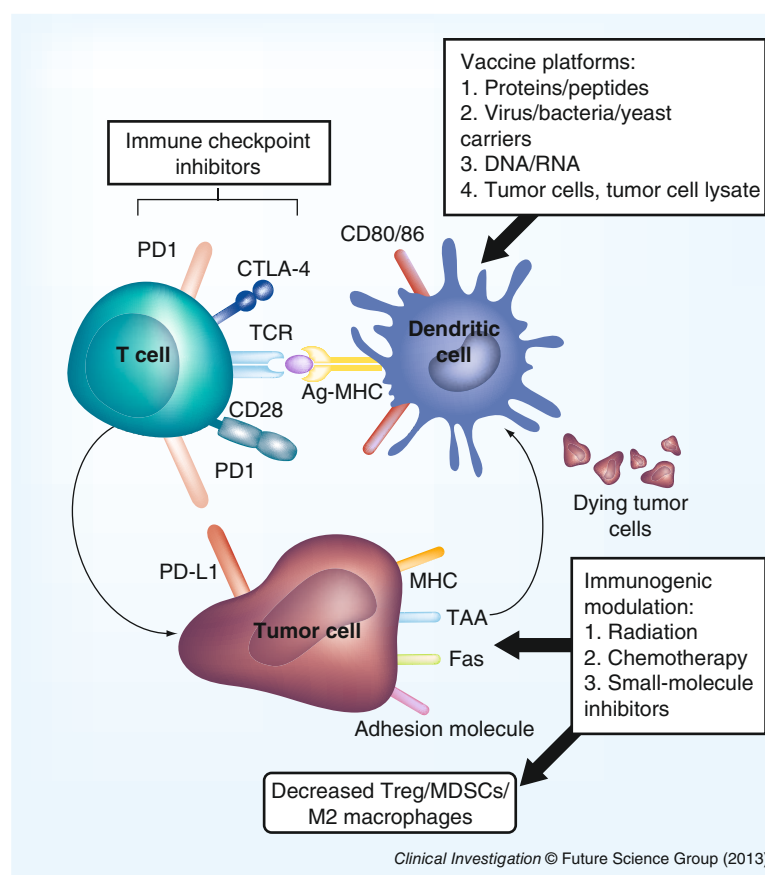 Vaccine platforms:
1. Proteins/peptides
2. Virus/bacteria/yeast
carriers
3. DNA/RNA
4. Tumor cells, tumor cell lysate
Immune checkpoint
inhibitors
PD1
CTLA-4
CD80/86
TCR
T cell
Dendritic
cell
Ag-MHC
CD28
PD1
Dying tumor
cells
PD-L1
MHC
TAA
Tumor cell
Fas
Adhesion molecule
Immunogenic
modulation:
1. Radiation
2. Chemotherapy
3. Small-molecule
inhibitors
Decreased Treg/MDSCs/
M2 macrophages
Clinical Investigation © Future Science Group (2013)